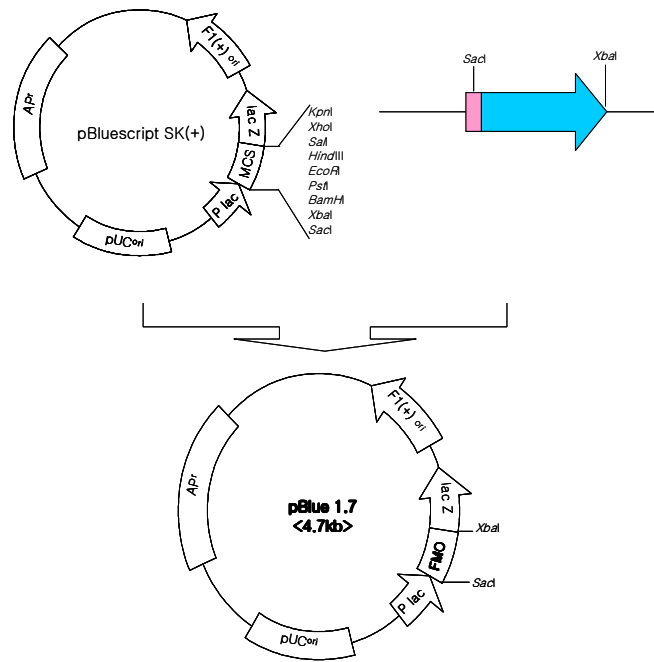 F1(+) ori
APr
lac Z
pBluescript SK(+)
MCS
P lac
pUCori
KpnI
XhoI
SalI
HindIII
EcoRI
PstI
BamHI
XbaI
SacI
SacI
XbaI
F1(+) ori
APr
lac Z
pBlue 1.7
<4.7kb>
XbaI
FMO
SacI
P lac
pUCori